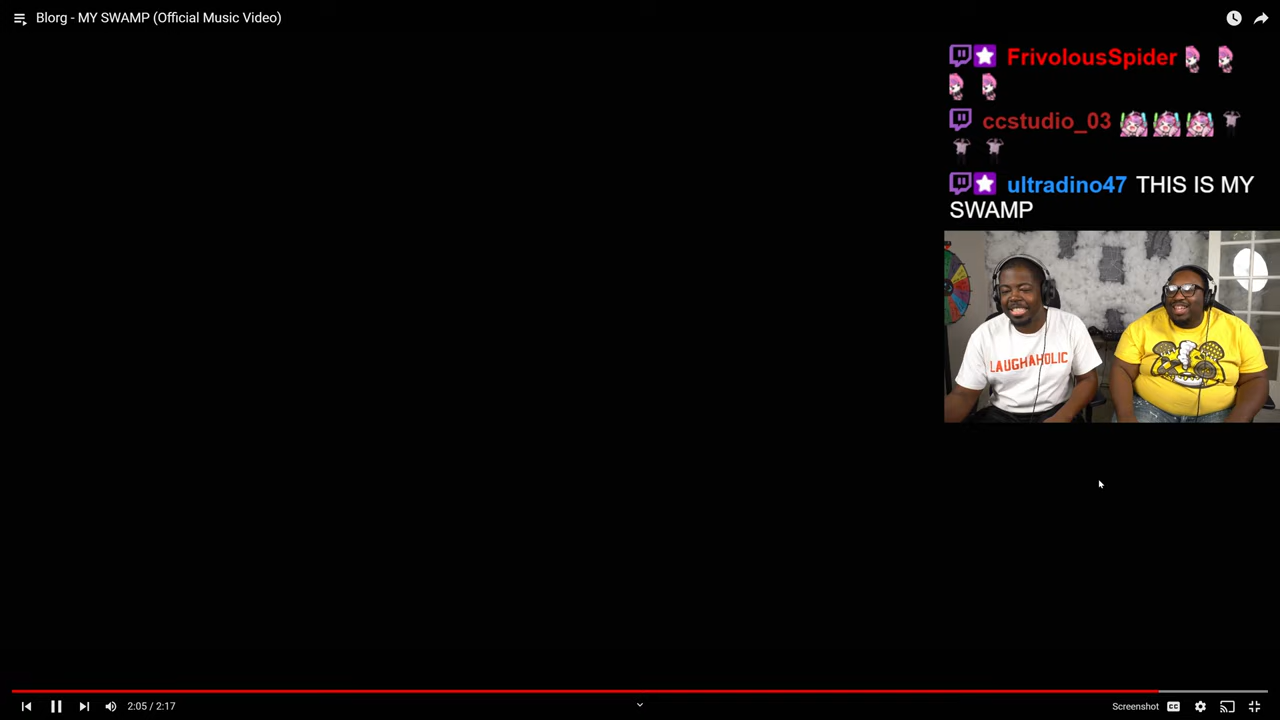 Blorg - MY SWAMP (Official Music Video)
FrivolousSpider
ccstudio_03
ultradino47 THIS IS MY
SWAMP
LAUGHAHOLIC
2:05 / 2:17
Screenshot
CC